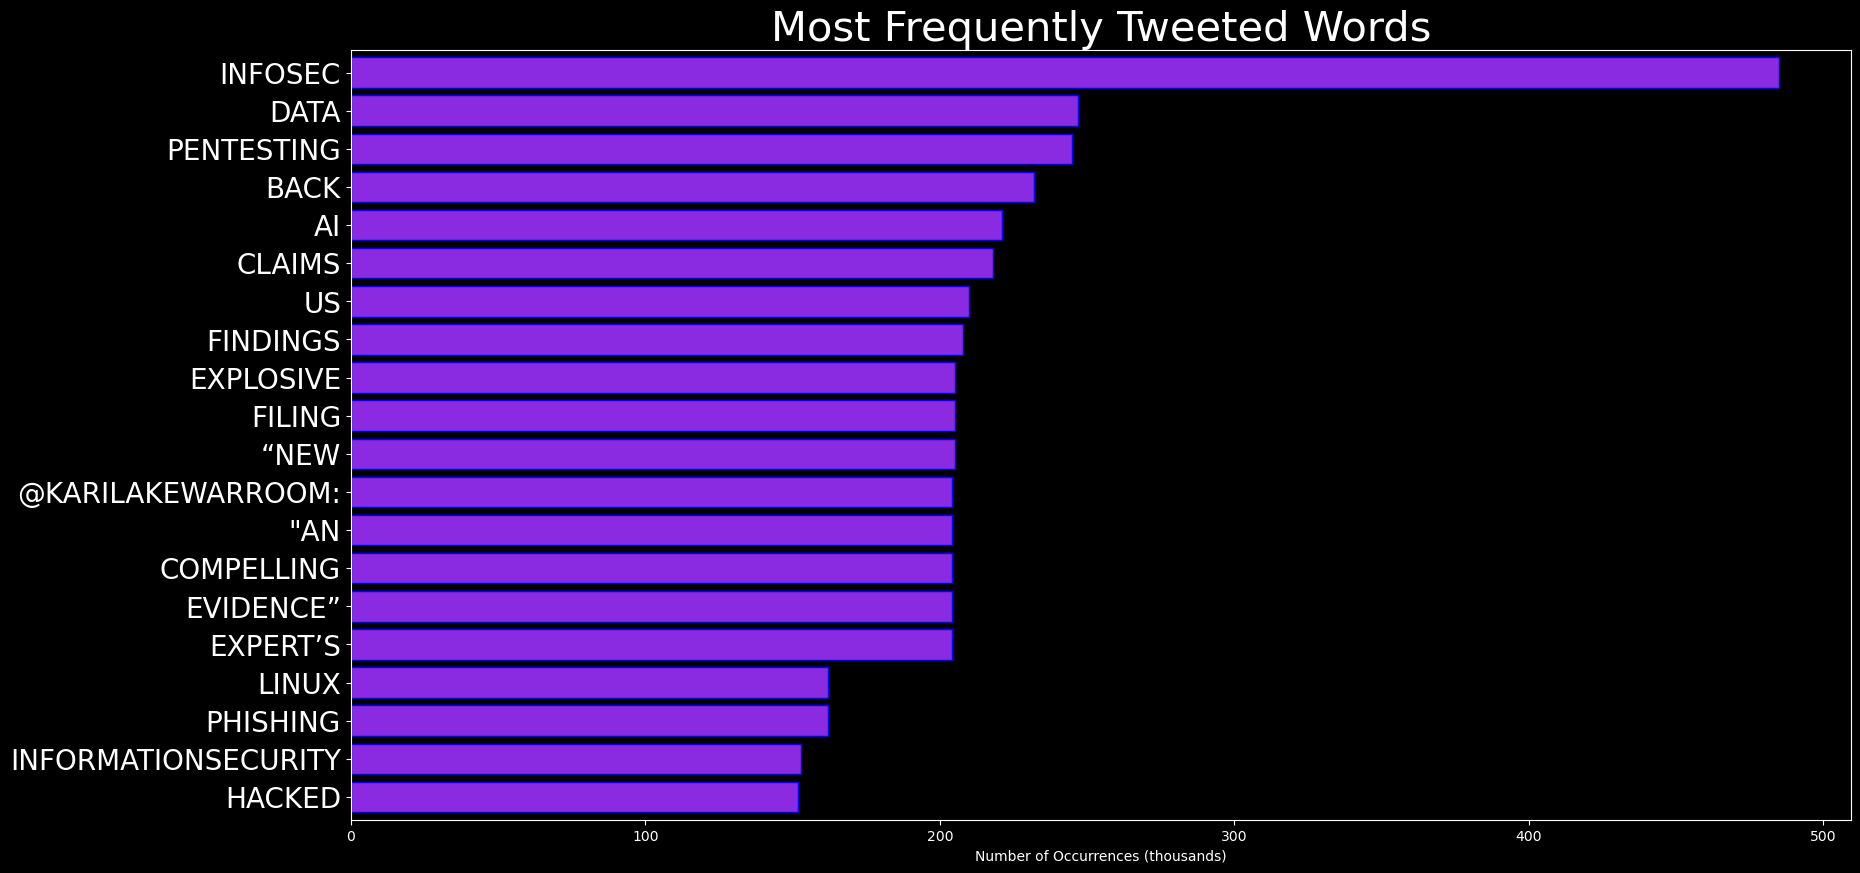 Most Frequently Tweeted Words
INFOSEC
DATA
PENTESTING
BACK
AI
CLAIMS
US
FINDINGS
EXPLOSIVE
FILING
“NEW
@KARILAKEWARROOM:
"AN
COMPELLING
EVIDENCE”
EXPERT’S
LINUX
PHISHING
INFORMATIONSECURITY
HACKED
0 100 200 300 400 500
Number of Occurrences (thousands)